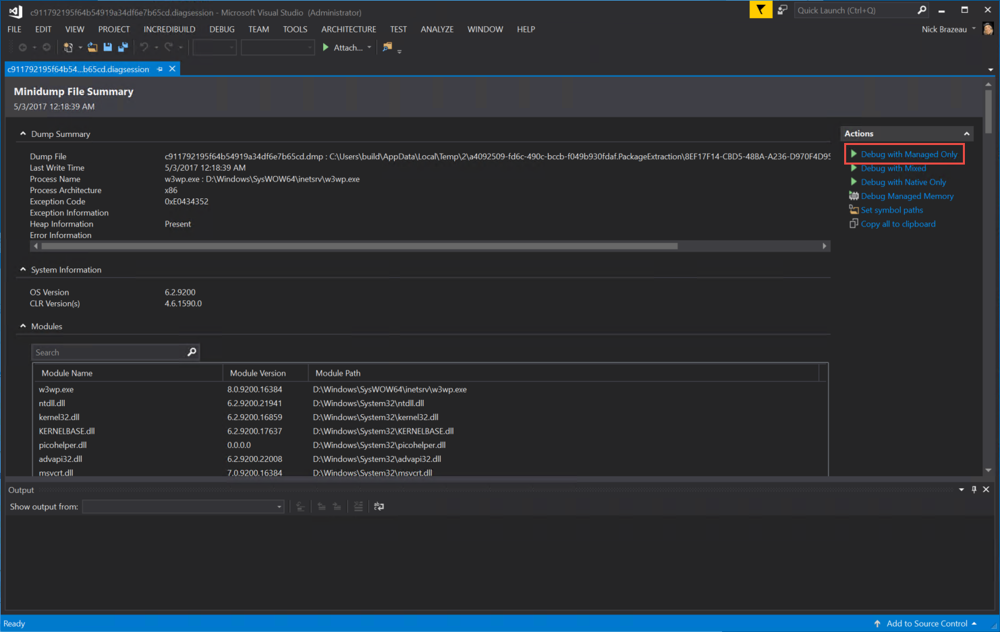 c911792195f64b54919a34df6e7b65cd.diagsession - Microsoft Visual Studio (Administrator)
Quick Launch (Ctrl+Q)
FILE EDIT VIEW PROJECT INCREDIBUILD DEBUG TEAM TOOLS ARCHITECTURE TEST ANALYZE WINDOW HELP
Nick Brazeau
Attach...
c911792195f64b54...b65cd.diagsession
Minidump File Summary
5/3/2017 12:18:39 AM
Dump Summary
Dump File c911792195f64b54919a34df6e7b65cd.dmp : C:\Users\build\AppData\Local\Temp\2\a4092509-fd6c-490c-bccb-f049b930fdaf.PackageExtraction\8EF17F14-CBD5-488A-A236-D970F4D95
Last Write Time 5/3/2017 12:18:39 AM
Process Name w3wp.exe : D:\Windows\SysWOW64\inetsrv\w3wp.exe
Process Architecture x86
Exception Code 0xE0434352
Exception Information
Heap Information Present
Error Information
System Information
OS Version 6.2.9200
CLR Version(s) 4.6.1590.0
Modules
Search
Module Name Module Version Module Path
w3wp.exe 8.0.9200.16384 D:\Windows\SysWOW64\inetsrv\w3wp.exe
ntdll.dll 6.2.9200.21941 D:\Windows\System32\ntdll.dll
kernel32.dll 6.2.9200.16859 D:\Windows\System32\kernel32.dll
KERNELBASE.dll 6.2.9200.17637 D:\Windows\System32\KERNELBASE.dll
picohelper.dll 0.0.0.0 D:\Windows\System32\picohelper.dll
advapi32.dll 6.2.9200.22008 D:\Windows\System32\advapi32.dll
msvcrt.dll 7.0.9200.16384 D:\Windows\System32\msvcrt.dll
Actions
Debug with Managed Only
Debug with Mixed
Debug with Native Only
Debug Managed Memory
Set symbol paths
Copy all to clipboard
Output
Show output from:
Ready
Add to Source Control